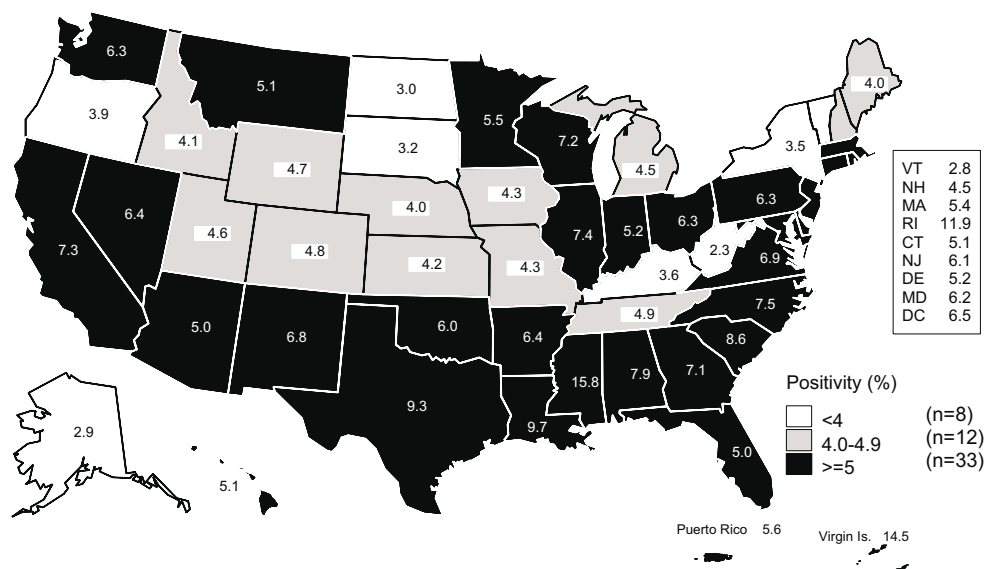 6.3
5.1
3.0
5.5
4.0
3.9
4.1
4.7
3.2
7.2
4.5
3.5
6.4
4.6
4.8
4.0
4.3
7.4
5.2
6.3
6.3
2.3
6.9
7.3
4.2
4.3
3.6
5.0
6.8
6.0
6.4
4.9
7.5
8.6
9.3
9.7
15.8
7.9
7.1
5.0
2.9
5.1
VT 2.8
NH 4.5
MA 5.4
RI 11.9
CT 5.1
NJ 6.1
DE 5.2
MD 6.2
DC 6.5
Positivity (%)
<4 (n=8)
4.0-4.9 (n=12)
>=5 (n=33)
Puerto Rico 5.6
Virgin Is. 14.5